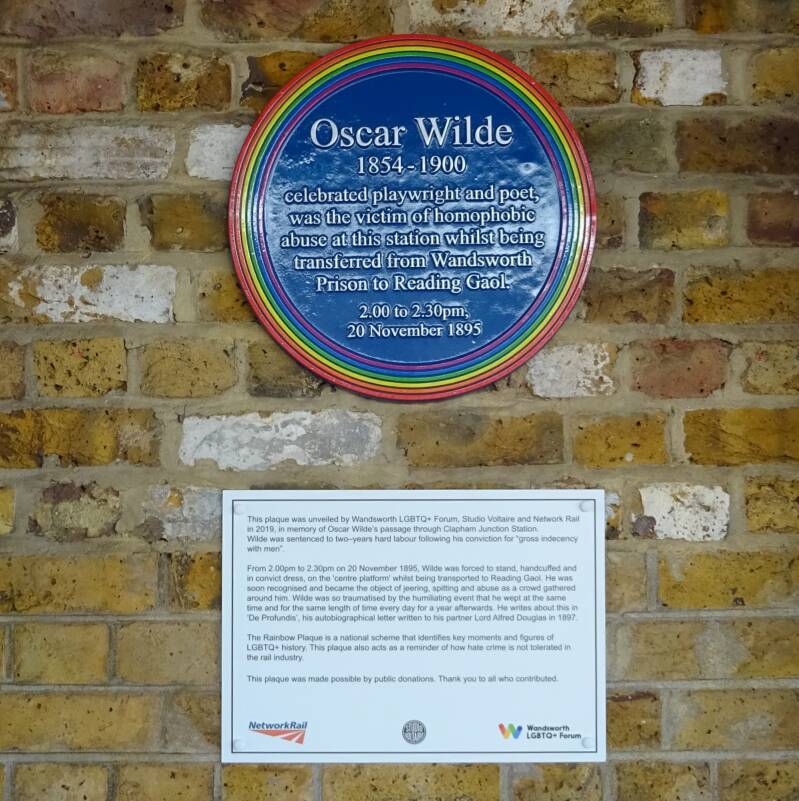 Oscar Wilde
1854-1900
celebrated playwright and poet,
was the victim of homophobic
abuse at this station whilst being
transferred from Wandsworth
Prison to Reading Gaol.
2.00 to 2.30pm,
20 November 1895
This plaque was unveiled by Wandsworth LGBTQ+ Forum, Studio Voltaire and Network Rail
in 2019, in memory of Oscar Wilde's passage through Clapham Junction Station.
Wilde was sentenced to two–years hard labour following his conviction for "gross indecency
with men".
From 2.00pm to 2.30pm on 20 November 1895, Wilde was forced to stand, handcuffed and
in convict dress, on the 'centre platform' whilst being transported to Reading Gaol. He was
soon recognised and became the object of jeering, spitting and abuse as a crowd gathered
around him. Wilde was so traumatised by the humiliating event that he wept at the same
time and for the same length of time every day for a year afterwards. He writes about this in
'De Profundis', his autobiographical letter written to his partner Lord Alfred Douglas in 1897.
The Rainbow Plaque is a national scheme that identifies key moments and figures of
LGBTQ+ history. This plaque also acts as a reminder of how hate crime is not tolerated in
the rail industry.
This plaque was made possible by public donations. Thank you to all who contributed.
NetworkRail
STUDIO
VOLTAIRE
Wandsworth
LGBTQ+ Forum